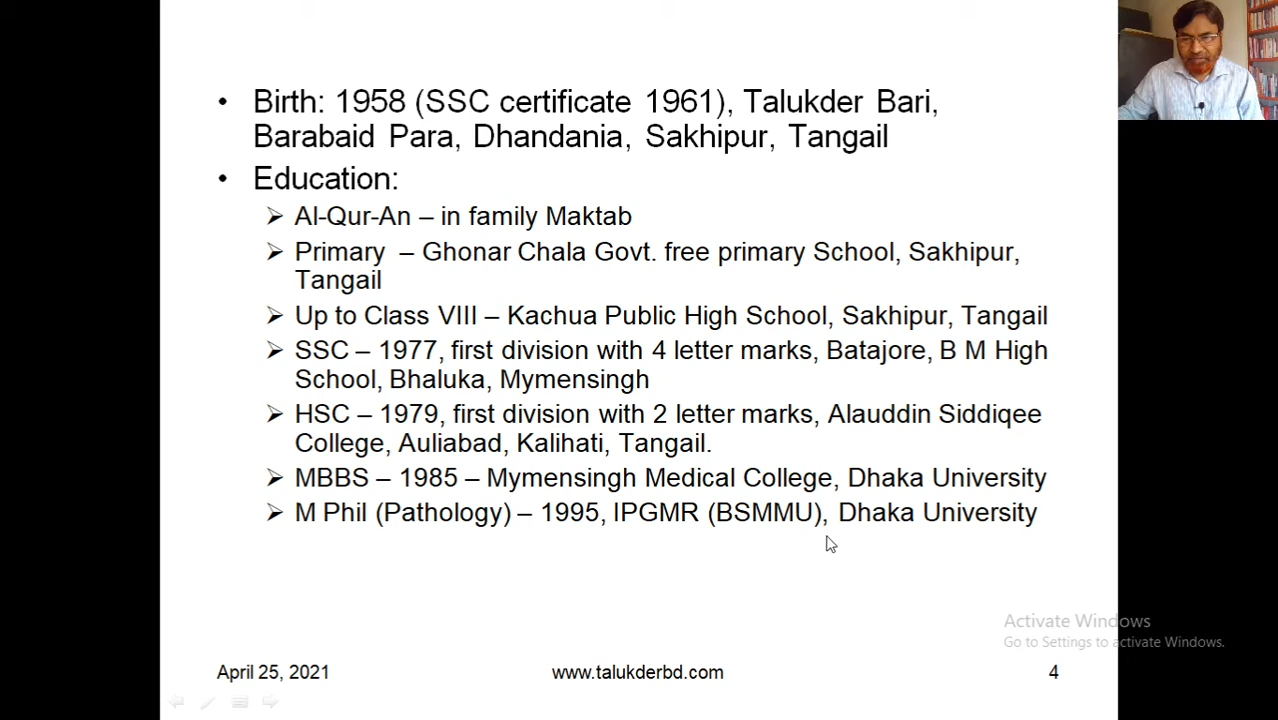 Birth: 1958 (SSC certificate 1961), Talukder Bari,
Barabaid Para, Dhandania, Sakhipur, Tangail
Education:
Al-Qur-An – in family Maktab
Primary – Ghonar Chala Govt. free primary School, Sakhipur,
Tangail
Up to Class VIII – Kachua Public High School, Sakhipur, Tangail
SSC – 1977, first division with 4 letter marks, Batajore, B M High
School, Bhaluka, Mymensingh
HSC – 1979, first division with 2 letter marks, Alauddin Siddiqee
College, Auliabad, Kalihati, Tangail.
MBBS – 1985 – Mymensingh Medical College, Dhaka University
M Phil (Pathology) – 1995, IPGMR (BSMMU), Dhaka University
Activate Windows
Go to Settings to activate Windows.
April 25, 2021
www.talukderbd.com
4